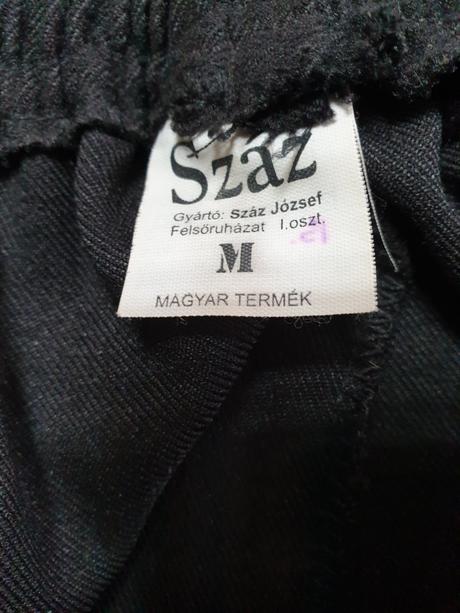 Száz
Gyártó: Száz József
Felsőruházat I.oszt.
M
MAGYAR TERMÉK